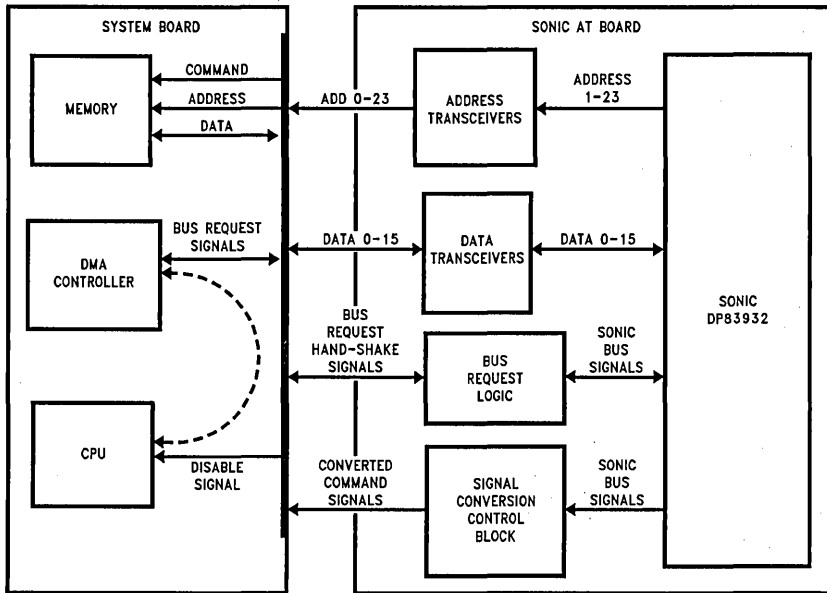 SYSTEM BOARD
MEMORY
COMMAND
ADDRESS
DATA
DMA
CONTROLLER
BUS REQUEST
SIGNALS
CPU
DISABLE
SIGNAL
SONIC AT BOARD
ADD 0-23
ADDRESS
TRANSCEIVERS
ADDRESS
1-23
DATA 0-15
DATA
TRANSCEIVERS
DATA 0-15
BUS
REQUEST
HAND-SHAKE
SIGNALS
BUS
REQUEST
LOGIC
SONIC
BUS
SIGNALS
CONVERTED
COMMAND
SIGNALS
SIGNAL
CONVERSION
CONTROL
BLOCK
SONIC
BUS
SIGNALS
SONIC
DP83932